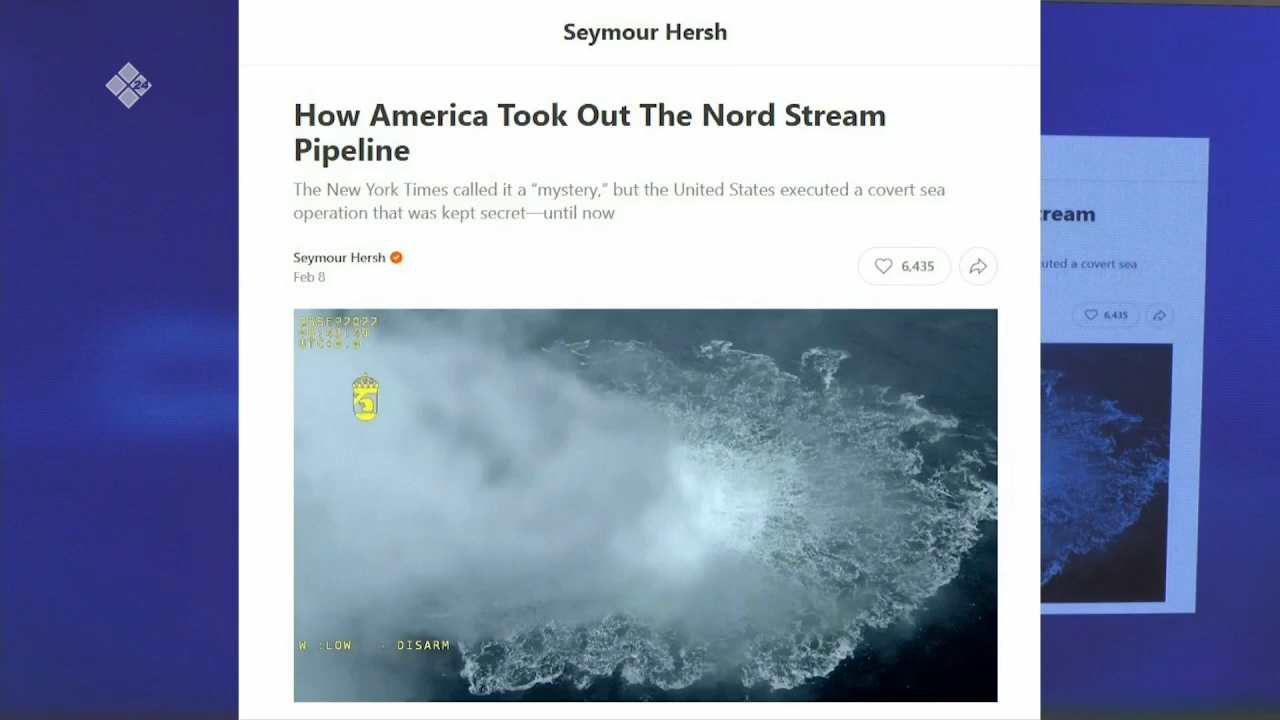 Seymour Hersh
24
How America Took Out The Nord Stream
Pipeline
The New York Times called it a "mystery," but the United States executed a covert sea
operation that was kept secret—until now
Seymour Hersh
Feb 8
6,435
UTC
W :LOW - DISARM
tream
uted a covert sea
6,435